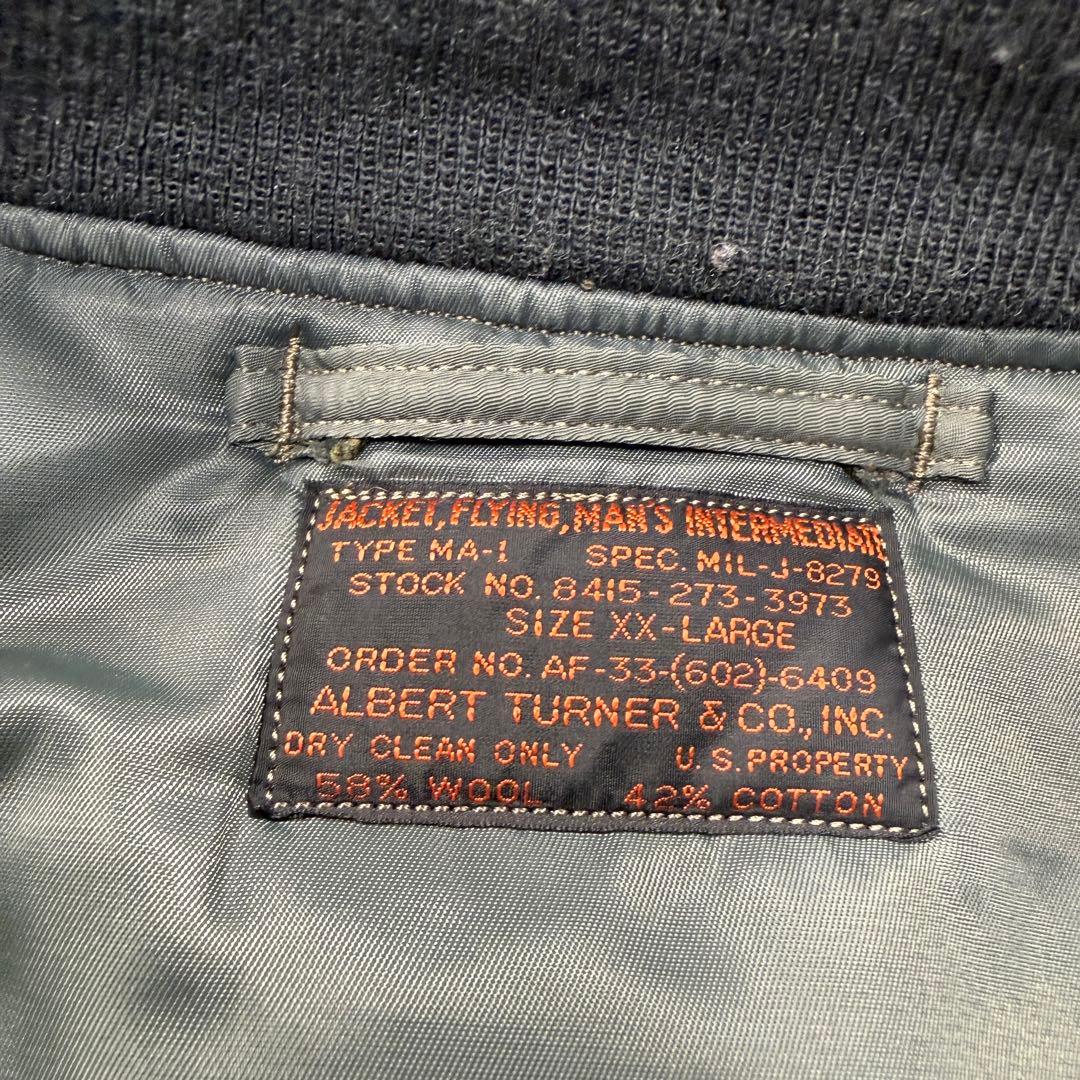 JACKET, FLYING, MAN'S INTERMEDIATE
TYPE MA-1 SPEC. MIL-J-8279
STOCK NO. 8415-273-3973
SIZE XX-LARGE
ORDER NO. AF-33-(602)-6409
ALBERT TURNER & CO., INC.
DRY CLEAN ONLY U.S. PROPERTY
58% WOOL 42% COTTON